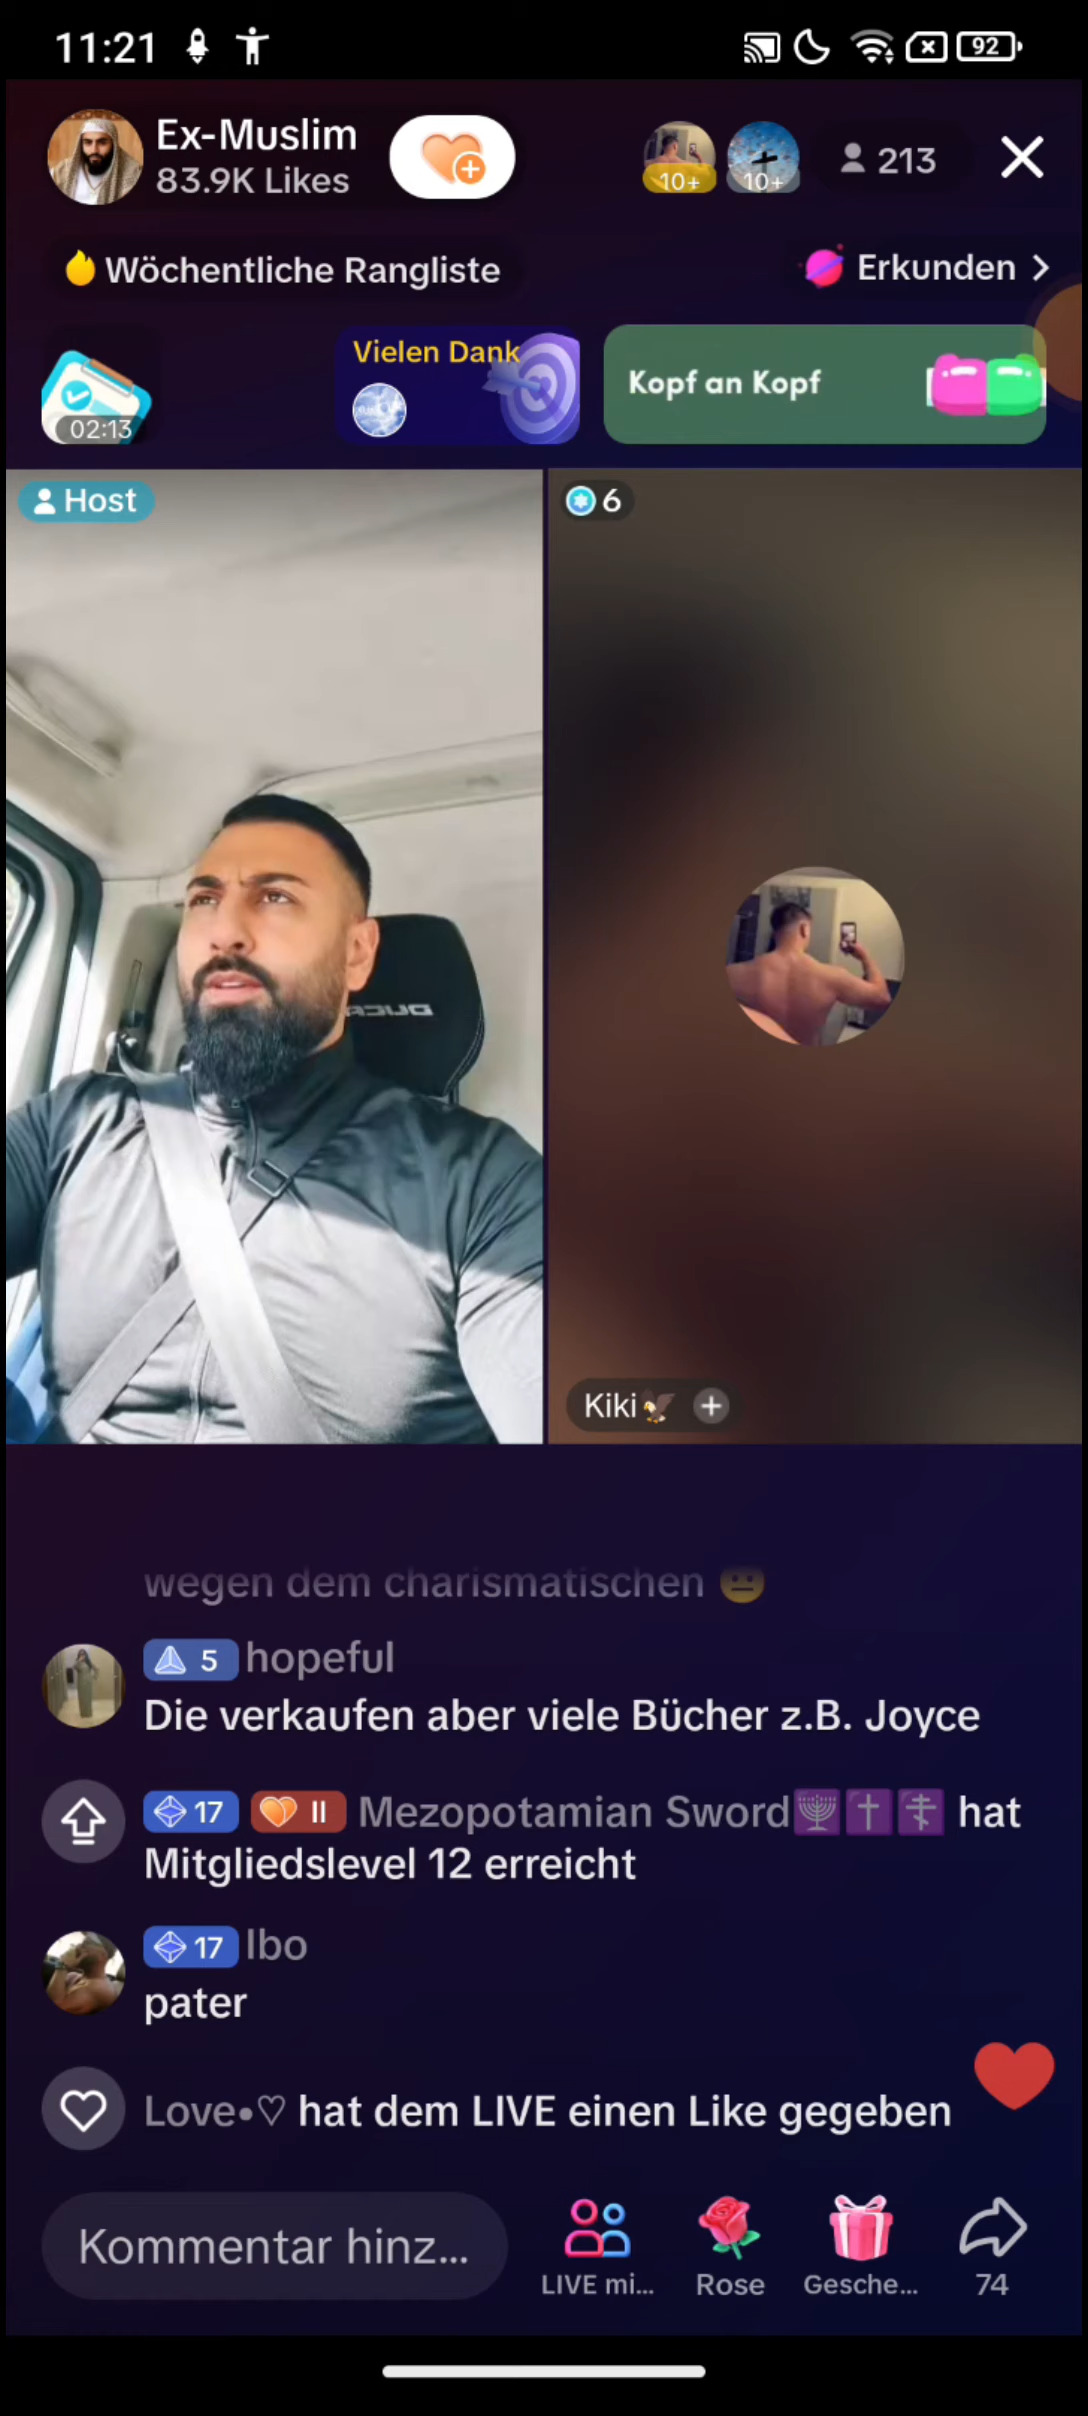 11:21
92
Ex-Muslim
83.9K Likes
10+
10+
213
Wöchentliche Rangliste
Erkunden >
02:13
Vielen Dank
Kopf an Kopf
Host
6
Kiki
wegen dem charismatischen 😐
5 hopeful
Die verkaufen aber viele Bücher z.B. Joyce
17 II Mezopotamian Sword🕎✝️☦️ hat
Mitgliedslevel 12 erreicht
17 Ibo
pater
Love•♡ hat dem LIVE einen Like gegeben
Kommentar hinz...
LIVE mi...
Rose
Gesche...
74